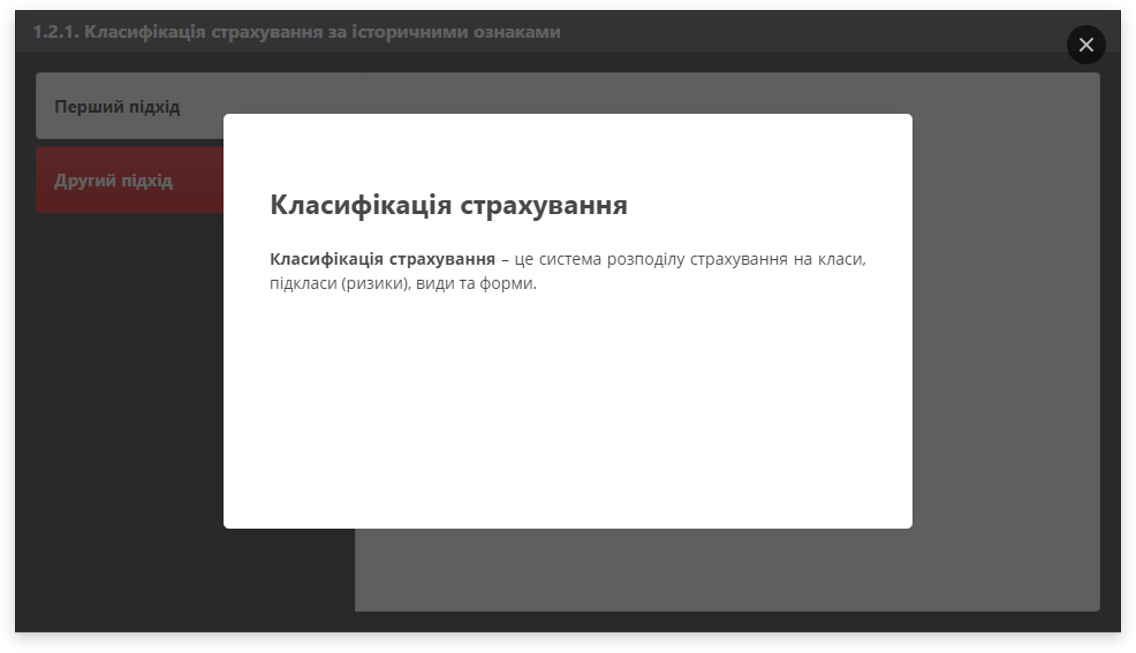 1.2.1. Класифікація страхування за історичними ознаками
Перший підхід
Другий підхід
Класифікація страхування
Класифікація страхування – це система розподілу страхування на класи,
підкласи (ризики), види та форми.